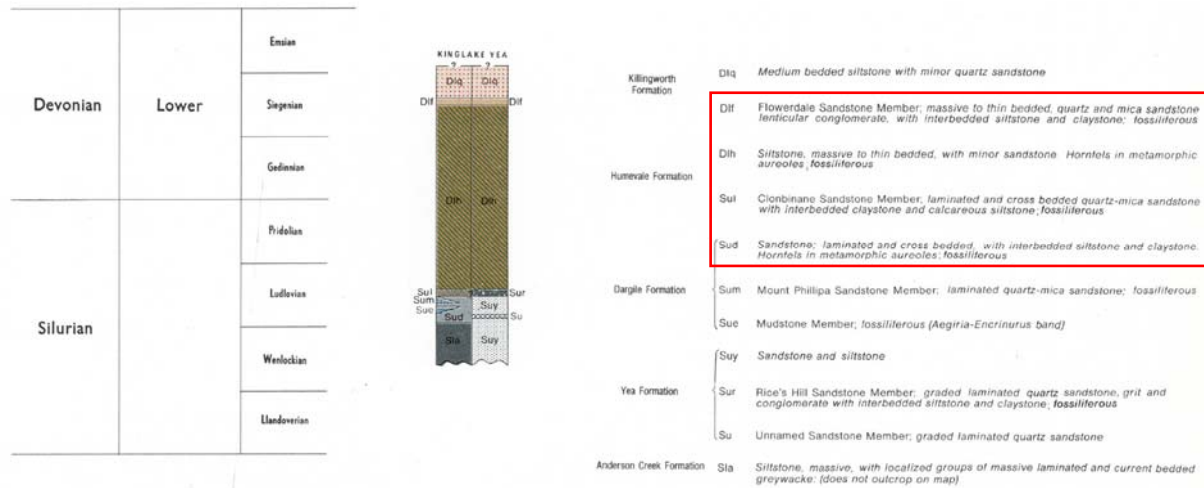 Devonian
Lower
Emsian
Siegenian
Gedinnian
Silurian
Pridolian
Ludlovian
Wenlockian
Llandoverian
KINGLAKE YEA
? ?
Dlq Dlq
Dlf Dlf
Dlh Dlh
Sul Sur
Sum Suy
Sue Su
Sud
Sla Suy
Killingworth
Formation
Dlq Medium bedded siltstone with minor quartz sandstone
Dlf Flowerdale Sandstone Member; massive to thin bedded, quartz and mica sandstone
lenticular conglomerate, with interbedded siltstone and claystone; fossiliferous
Humevale Formation
Dlh Siltstone, massive to thin bedded, with minor sandstone Hornfels in metamorphic
aureoles; fossiliferous
Sul Clonbinane Sandstone Member; laminated and cross bedded quartz-mica sandstone
with interbedded claystone and calcareous siltstone; fossiliferous
Dargile Formation
Sud Sandstone; laminated and cross bedded, with interbedded siltstone and claystone.
Hornfels in metamorphic aureoles; fossiliferous
Sum Mount Phillipa Sandstone Member; laminated quartz-mica sandstone; fossiliferous
Sue Mudstone Member; fossiliferous (Aegiria-Encrinurus band)
Yea Formation
Suy Sandstone and siltstone
Sur Rice's Hill Sandstone Member; graded laminated quartz sandstone, grit and
conglomerate with interbedded siltstone and claystone; fossiliferous
Su Unnamed Sandstone Member; graded laminated quartz sandstone
Anderson Creek Formation Sla Siltstone, massive, with localized groups of massive laminated and current bedded
greywacke: (does not outcrop on map)